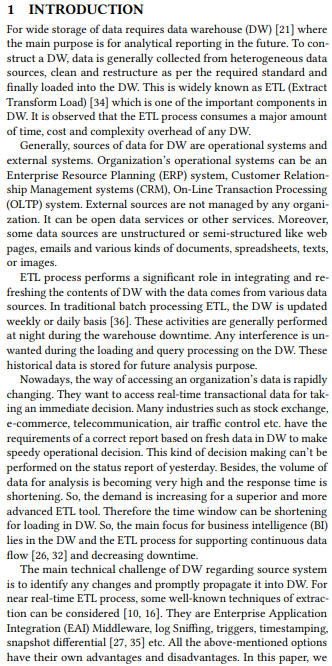 1 INTRODUCTION
For wide storage of data requires data warehouse (DW) [21] where
the main purpose is for analytical reporting in the future. To con-
struct a DW, data is generally collected from heterogeneous data
sources, clean and restructure as per the required standard and
finally loaded into the DW. This is widely known as ETL (Extract
Transform Load) [34] which is one of the important components in
DW. It is observed that the ETL process consumes a major amount
of time, cost and complexity overhead of any DW.
Generally, sources of data for DW are operational systems and
external systems. Organization's operational systems can be an
Enterprise Resource Planning (ERP) system, Customer Relation-
ship Management systems (CRM), On-Line Transaction Processing
(OLTP) system. External sources are not managed by any organi-
zation. It can be open data services or other services. Moreover,
some data sources are unstructured or semi-structured like web
pages, emails and various kinds of documents, spreadsheets, texts,
or images.
ETL process performs a significant role in integrating and re-
freshing the contents of DW with the data comes from various data
sources. In traditional batch processing ETL, the DW is updated
weekly or daily basis [36]. These activities are generally performed
at night during the warehouse downtime. Any interference is un-
wanted during the loading and query processing on the DW. These
historical data is stored for future analysis purpose.
Nowadays, the way of accessing an organization's data is rapidly
changing. They want to access real-time transactional data for tak-
ing an immediate decision. Many industries such as stock exchange,
e-commerce, telecommunication, air traffic control etc. have the
requirements of a correct report based on fresh data in DW to make
speedy operational decision. This kind of decision making can't be
performed on the status report of yesterday. Besides, the volume of
data for analysis is becoming very high and the response time is
shortening. So, the demand is increasing for a superior and more
advanced ETL tool. Therefore the time window can be shortening
for loading in DW. So, the main focus for business intelligence (BI)
lies in the DW and the ETL process for supporting continuous data
flow [26, 32] and decreasing downtime.
The main technical challenge of DW regarding source system
is to identify any changes and promptly propagate it into DW. For
near real-time ETL process, some well-known techniques of extrac-
tion can be considered [10, 16]. They are Enterprise Application
Integration (EAI) Middleware, log Sniffing, triggers, timestamping,
snapshot differential [27, 35] etc. All the above-mentioned options
have their own advantages and disadvantages. In this paper, we